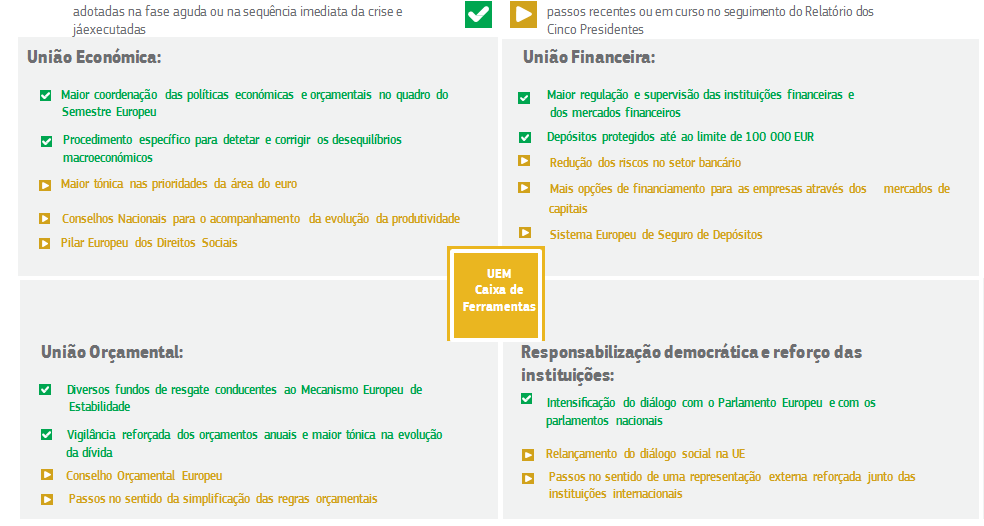 adotadas na fase aguda ou na sequência imediata da crise e
jáexecutadas
passos recentes ou em curso no seguimento do Relatório dos
Cinco Presidentes
União Económica:
Maior coordenação das políticas económicas e orçamentais no quadro do
Semestre Europeu
Procedimento específico para detetar e corrigir os desequilíbrios
macroeconómicos
Maior tónica nas prioridades da área do euro
Conselhos Nacionais para o acompanhamento da evolução da produtividade
Pilar Europeu dos Direitos Sociais
União Financeira:
Maior regulação e supervisão das instituições financeiras e
dos mercados financeiros
Depósitos protegidos até ao limite de 100 000 EUR
Redução dos riscos no setor bancário
Mais opções de financiamento para as empresas através dos mercados de
capitais
Sistema Europeu de Seguro de Depósitos
UEM
Caixa de
Ferramentas
União Orçamental:
Diversos fundos de resgate conducentes ao Mecanismo Europeu de
Estabilidade
Vigilância reforçada dos orçamentos anuais e maior tónica na evolução
da dívida
Conselho Orçamental Europeu
Passos no sentido da simplificação das regras orçamentais
Responsabilização democrática e reforço das
instituições:
Intensificação do diálogo com o Parlamento Europeu e com os
parlamentos nacionais
Relançamento do diálogo social na UE
Passos no sentido de uma representação externa reforçada junto das
instituições internacionais